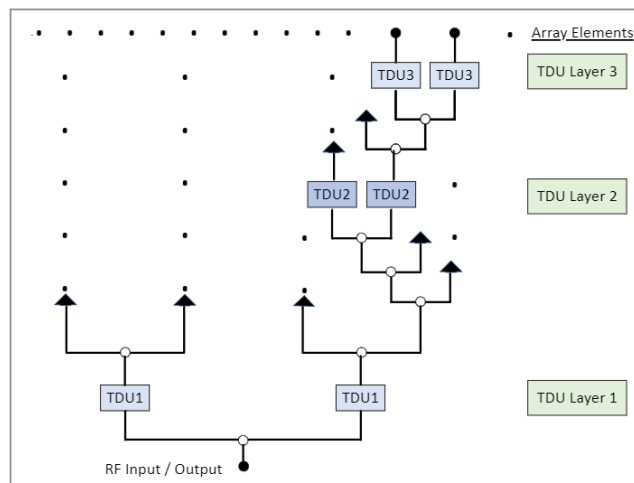 Array Elements
TDU3 TDU3 TDU Layer 3
TDU2 TDU2 TDU Layer 2
TDU1 TDU1 TDU Layer 1
RF Input / Output